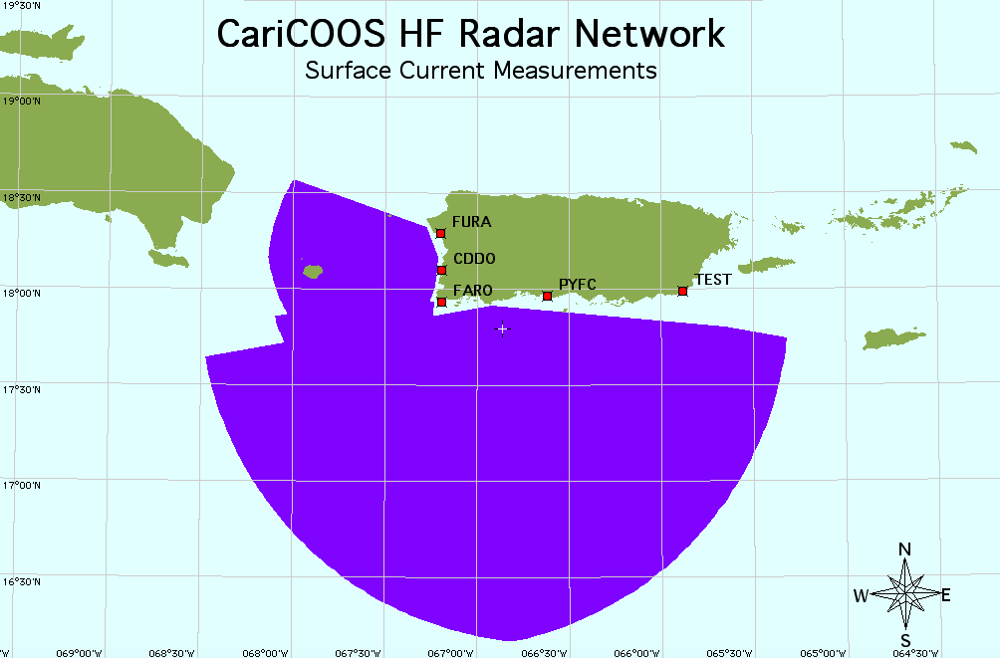 19°30'N
CariCOOS HF Radar Network
Surface Current Measurements
19°00'N
18°30'N
FURA
CDDO
TEST
PYFC
FARO
18°00'N
17°30'N
17°00'N
N
16°30'N
W E
S
069°00'W 068°30'W 068°00'W 067°30'W 067°00'W 066°30'W 066°00'W 065°30'W 065°00'W 064°30'W